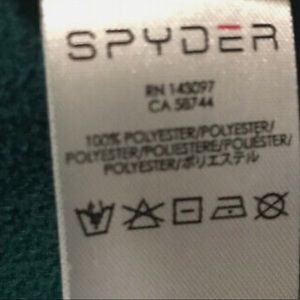 SPYDER
RN 143097
CA 58744
100% POLYESTER/POLYESTER/
POLYESTER/POLIESTERE/POLIÉSTER/
POLYESTER/ポリエステル